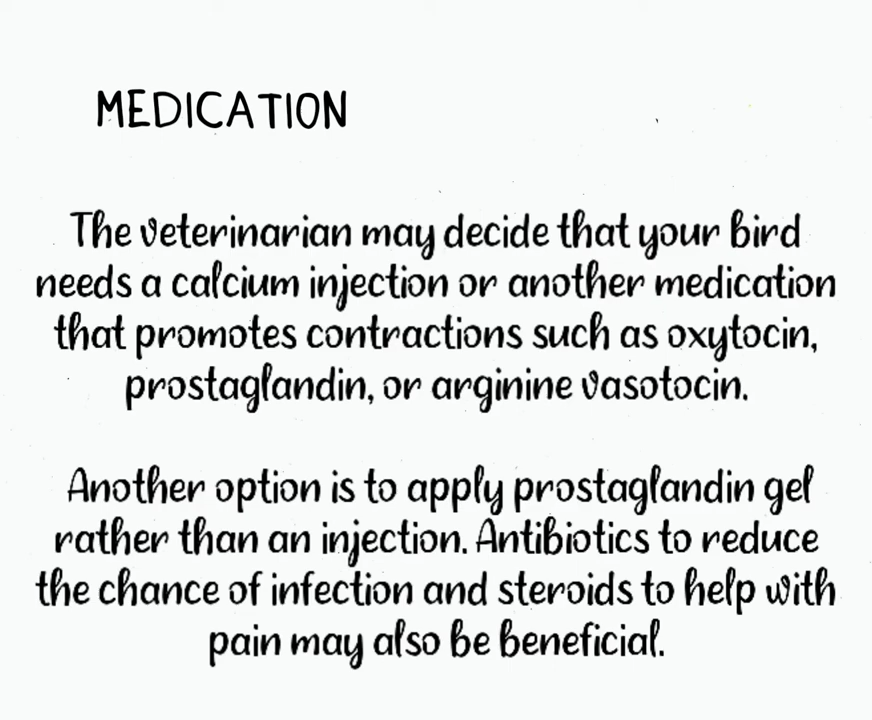 MEDICATION
The veterinarian may decide that your bird
needs a calcium injection or another medication
that promotes contractions such as oxytocin,
prostaglandin, or arginine vasotocin.
Another option is to apply prostaglandin gel
rather than an injection. Antibiotics to reduce
the chance of infection and steroids to help with
pain may also be beneficial.